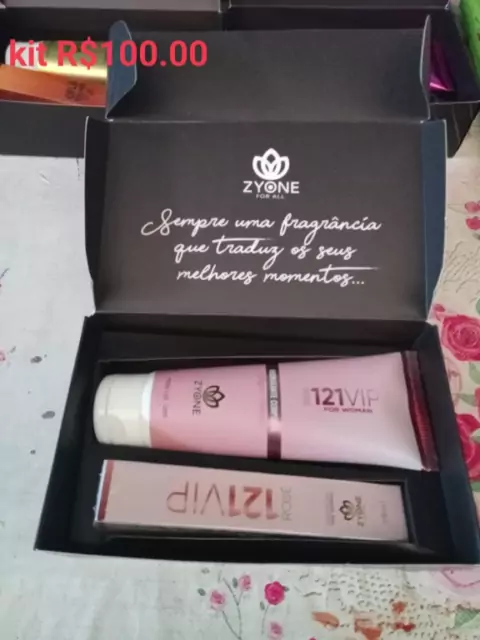 kit R$100.00
ZYONE
FOR ALL
Sempre uma fragrância
que traduz os seus
melhores momentos...
ZYONE
121VIP
FOR WOMAN
121VIP
ROSE